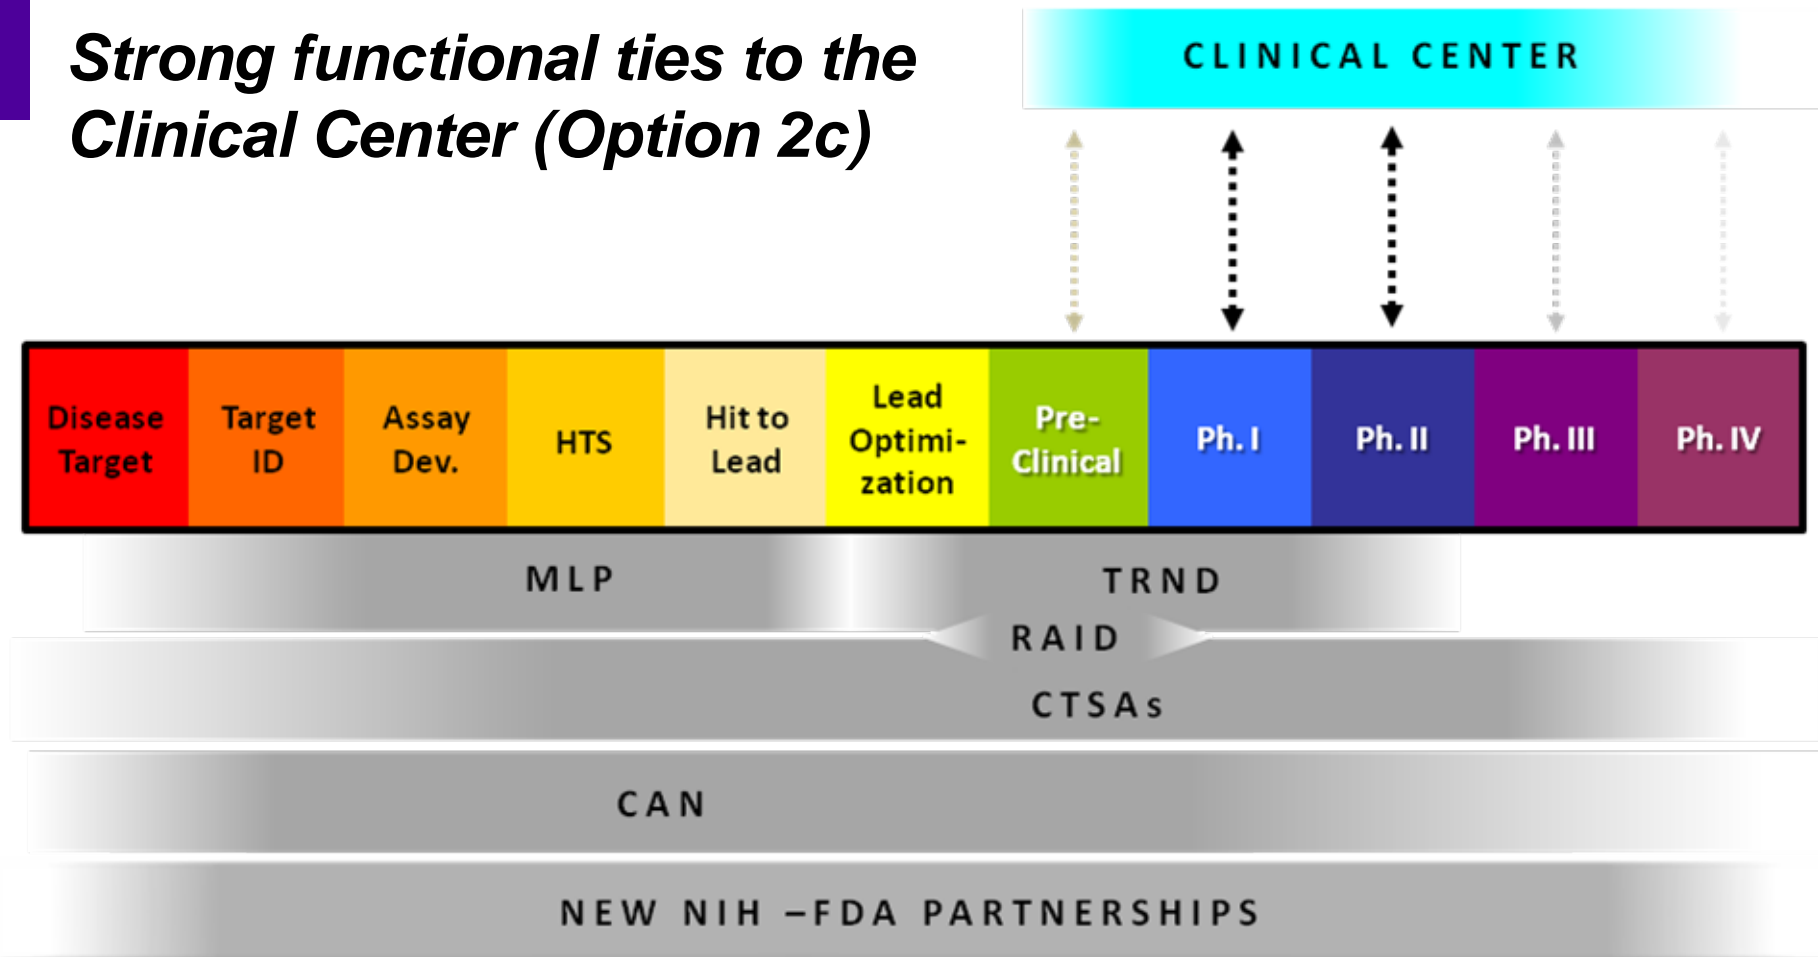 Strong functional ties to the
Clinical Center (Option 2c)
CLINICAL CENTER
Disease
Target
Target
ID
Assay
Dev.
HTS
Hit to
Lead
Lead
Optimi-
zation
Pre-
Clinical
Ph. I
Ph. II
Ph. III
Ph. IV
MLP
TRND
RAID
CTSAs
CAN
NEW NIH –FDA PARTNERSHIPS